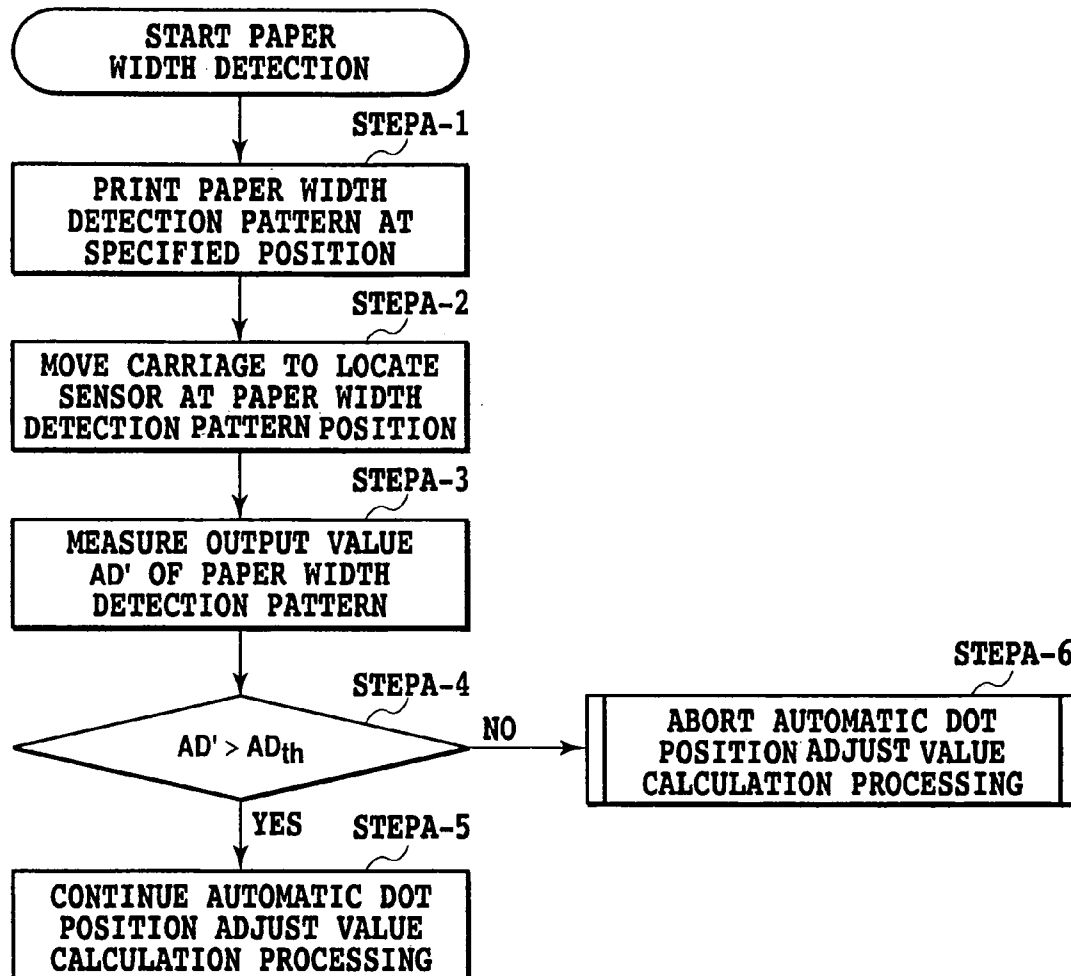 START PAPER
WIDTH DETECTION
STEPA-1
PRINT PAPER WIDTH
DETECTION PATTERN AT
SPECIFIED POSITION
STEPA-2
MOVE CARRIAGE TO LOCATE
SENSOR AT PAPER WIDTH
DETECTION PATTERN POSITION
STEPA-3
MEASURE OUTPUT VALUE
AD' OF PAPER WIDTH
DETECTION PATTERN
STEPA-4
AD' > ADth
NO
STEPA-6
ABORT AUTOMATIC DOT
POSITION ADJUST VALUE
CALCULATION PROCESSING
YES
STEPA-5
CONTINUE AUTOMATIC DOT
POSITION ADJUST VALUE
CALCULATION PROCESSING